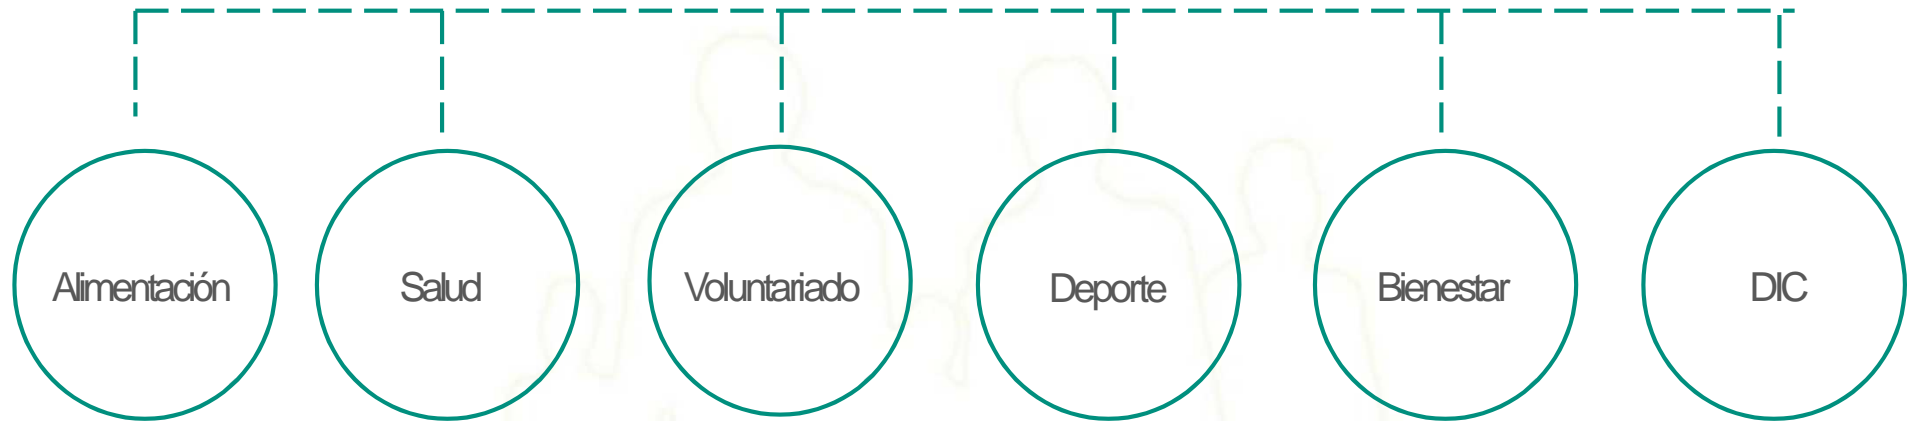 Alimentación
Salud
Voluntariado
Deporte
Bienestar
DIC